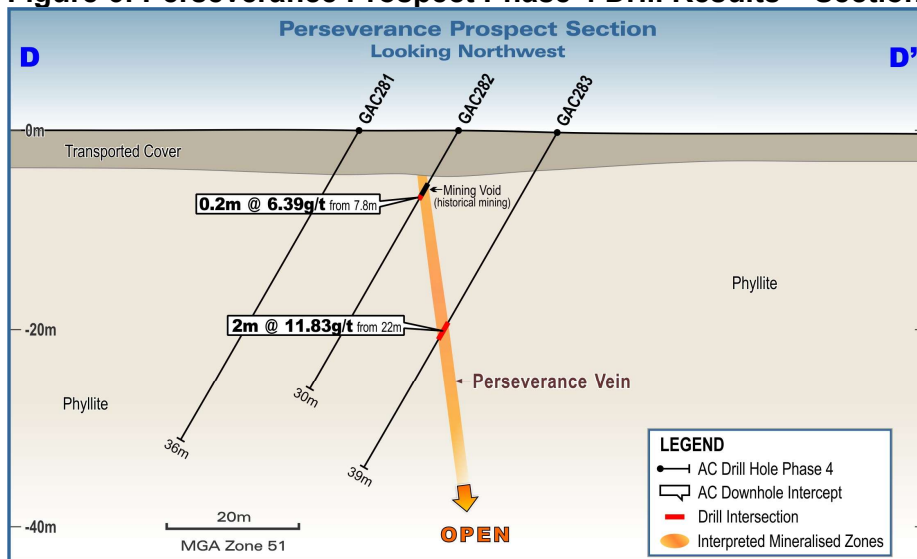 Perseverance Prospect Section
Looking Northwest
D
D'
GAC281
GAC282
GAC283
-0m
Transported Cover
Mining Void
(historical mining)
0.2m @ 6.39g/t from 7.8m
Phyllite
-20m
2m @ 11.83g/t from 22m
Perseverance Vein
30m
Phyllite
36m
39m
-40m
20m
MGA Zone 51
OPEN
LEGEND
AC Drill Hole Phase 4
AC Downhole Intercept
Drill Intersection
Interpreted Mineralised Zones